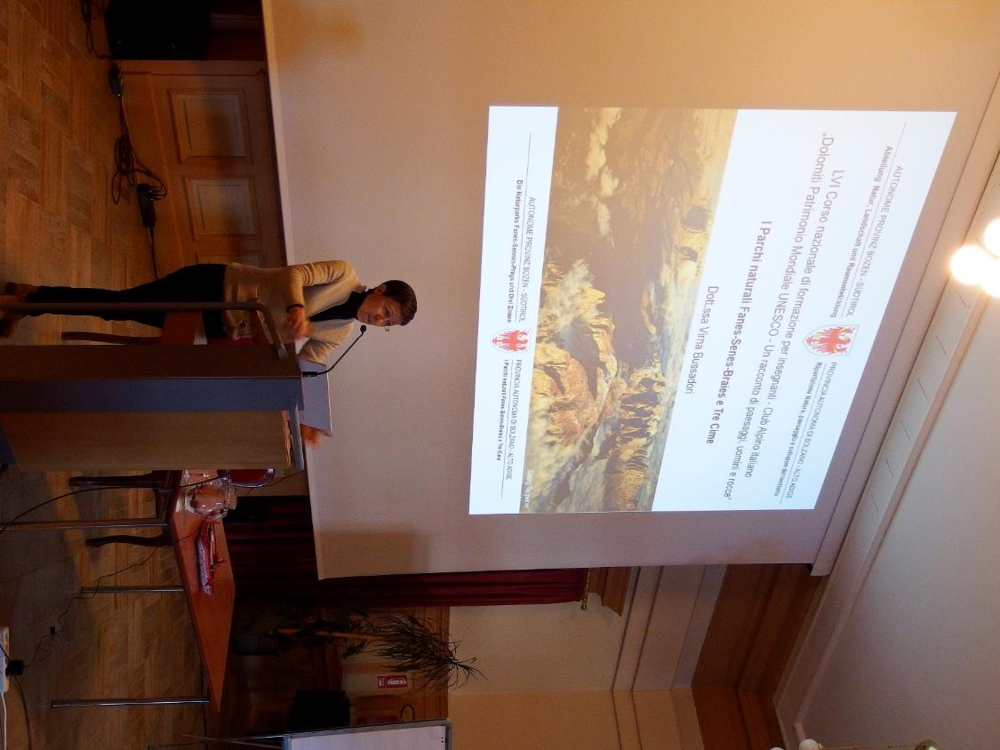 AUTONOME PROVINZ BOZEN - SÜDTIROL
Abteilung Natur, Landschaft und Raumentwicklung
PROVINCIA AUTONOMA DI BOLZANO - ALTO ADIGE
Ripartizione Natura, paesaggio e sviluppo del territorio
LVI Corso nazionale di formazione per insegnanti - Club Alpino italiano
„Dolomiti Patrimonio Mondiale UNESCO - Un racconto di paesaggi, uomini e rocce“
I Parchi naturali Fanes-Senes-Braies e Tre Cime
Dott.ssa Virna Bussadori
Georg Tappeiner
AUTONOME PROVINZ BOZEN - SÜDTIROL
Die Naturparks Fanes-Sennes-Prags und Drei Zinnen
PROVINCIA AUTONOMA DI BOLZANO - ALTO ADIGE
I Parchi naturali Fanes-Senes-Braies e Tre Cime